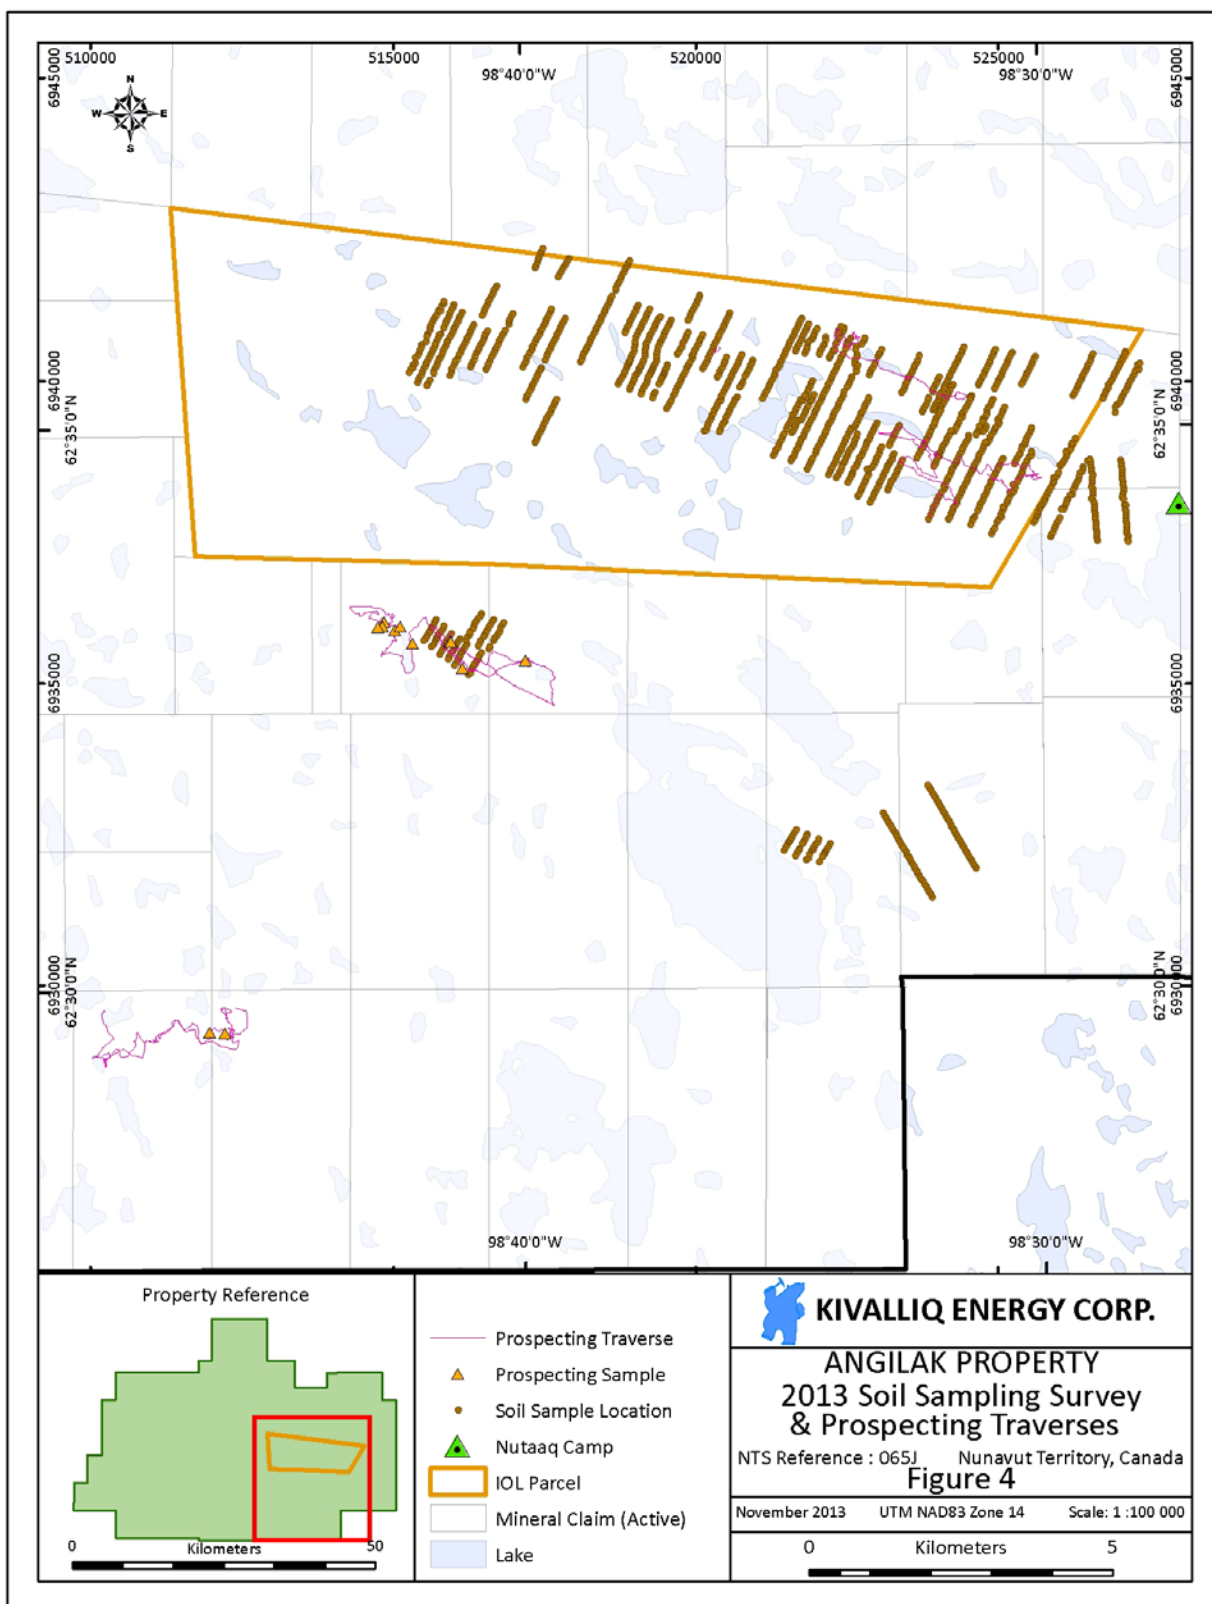 510000
515000
520000
525000
98°40'0"W
98°30'0"W
6945000
6945000
N
W
E
S
6940000
62°35'0"N
62°35'0"N
6940000
6935000
6935000
6930000
62°30'0"N
62°30'0"N
6930000
98°40'0"W
98°30'0"W
Property Reference
0
Kilometers
50
Prospecting Traverse
Prospecting Sample
Soil Sample Location
Nutaaq Camp
IOL Parcel
Mineral Claim (Active)
Lake
KIVALLIQ ENERGY CORP.
ANGILAK PROPERTY
2013 Soil Sampling Survey
& Prospecting Traverses
NTS Reference : 065J Nunavut Territory, Canada
Figure 4
November 2013 UTM NAD83 Zone 14 Scale: 1 :100 000
0 Kilometers 5